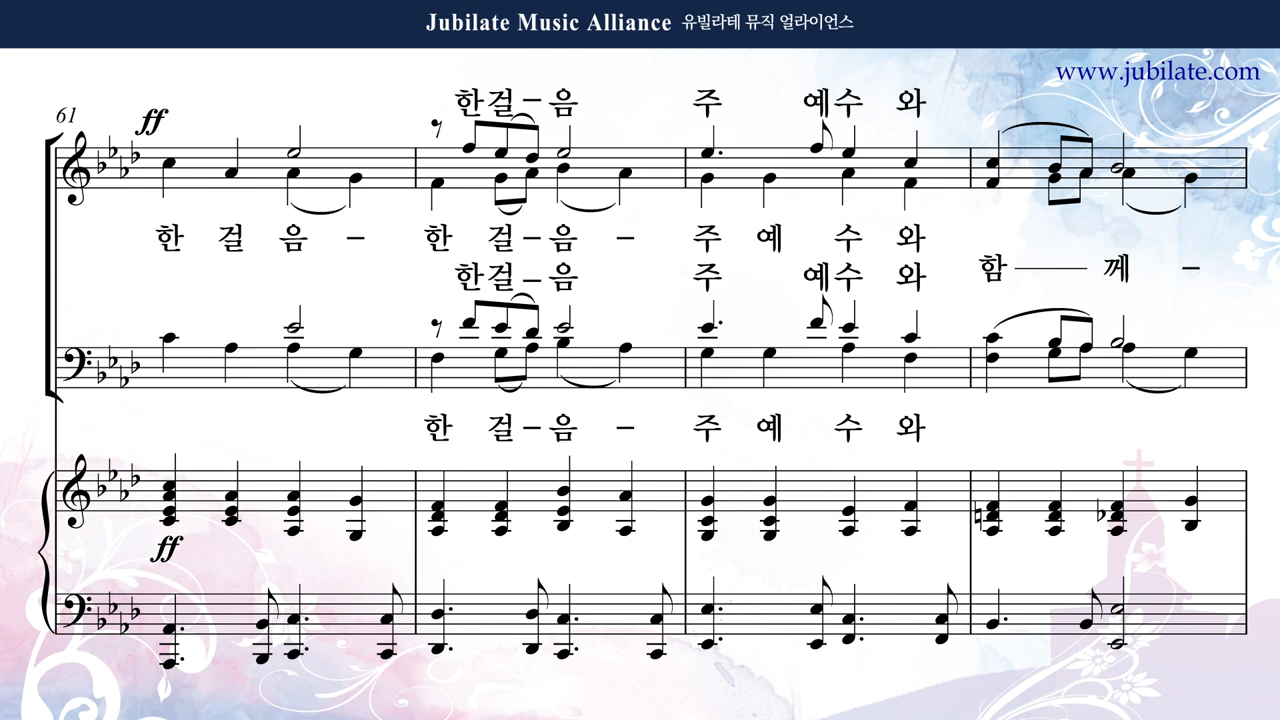 Jubilate Music Alliance 유빌라테 뮤직 얼라이언스
www.jubilate.com
61
ff
한걸–음 주 예수 와
한 걸 음 – 한 걸–음 – 주 예 수 와
한걸–음 주 예수 와
함 — 께 –
한 걸–음 – 주 예 수 와
ff